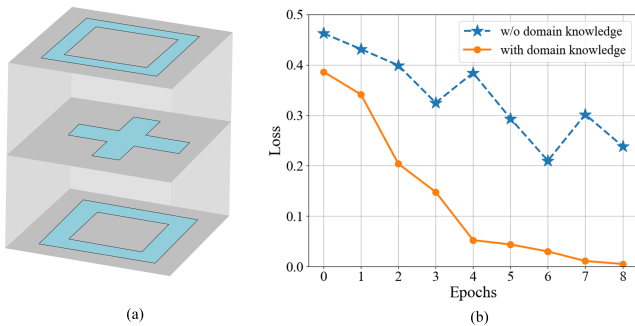 (a)
0.5
0.4
0.3
0.2
0.1
0.0
Loss
w/o domain knowledge
with domain knowledge
0 1 2 3 4 5 6 7 8
Epochs
(b)